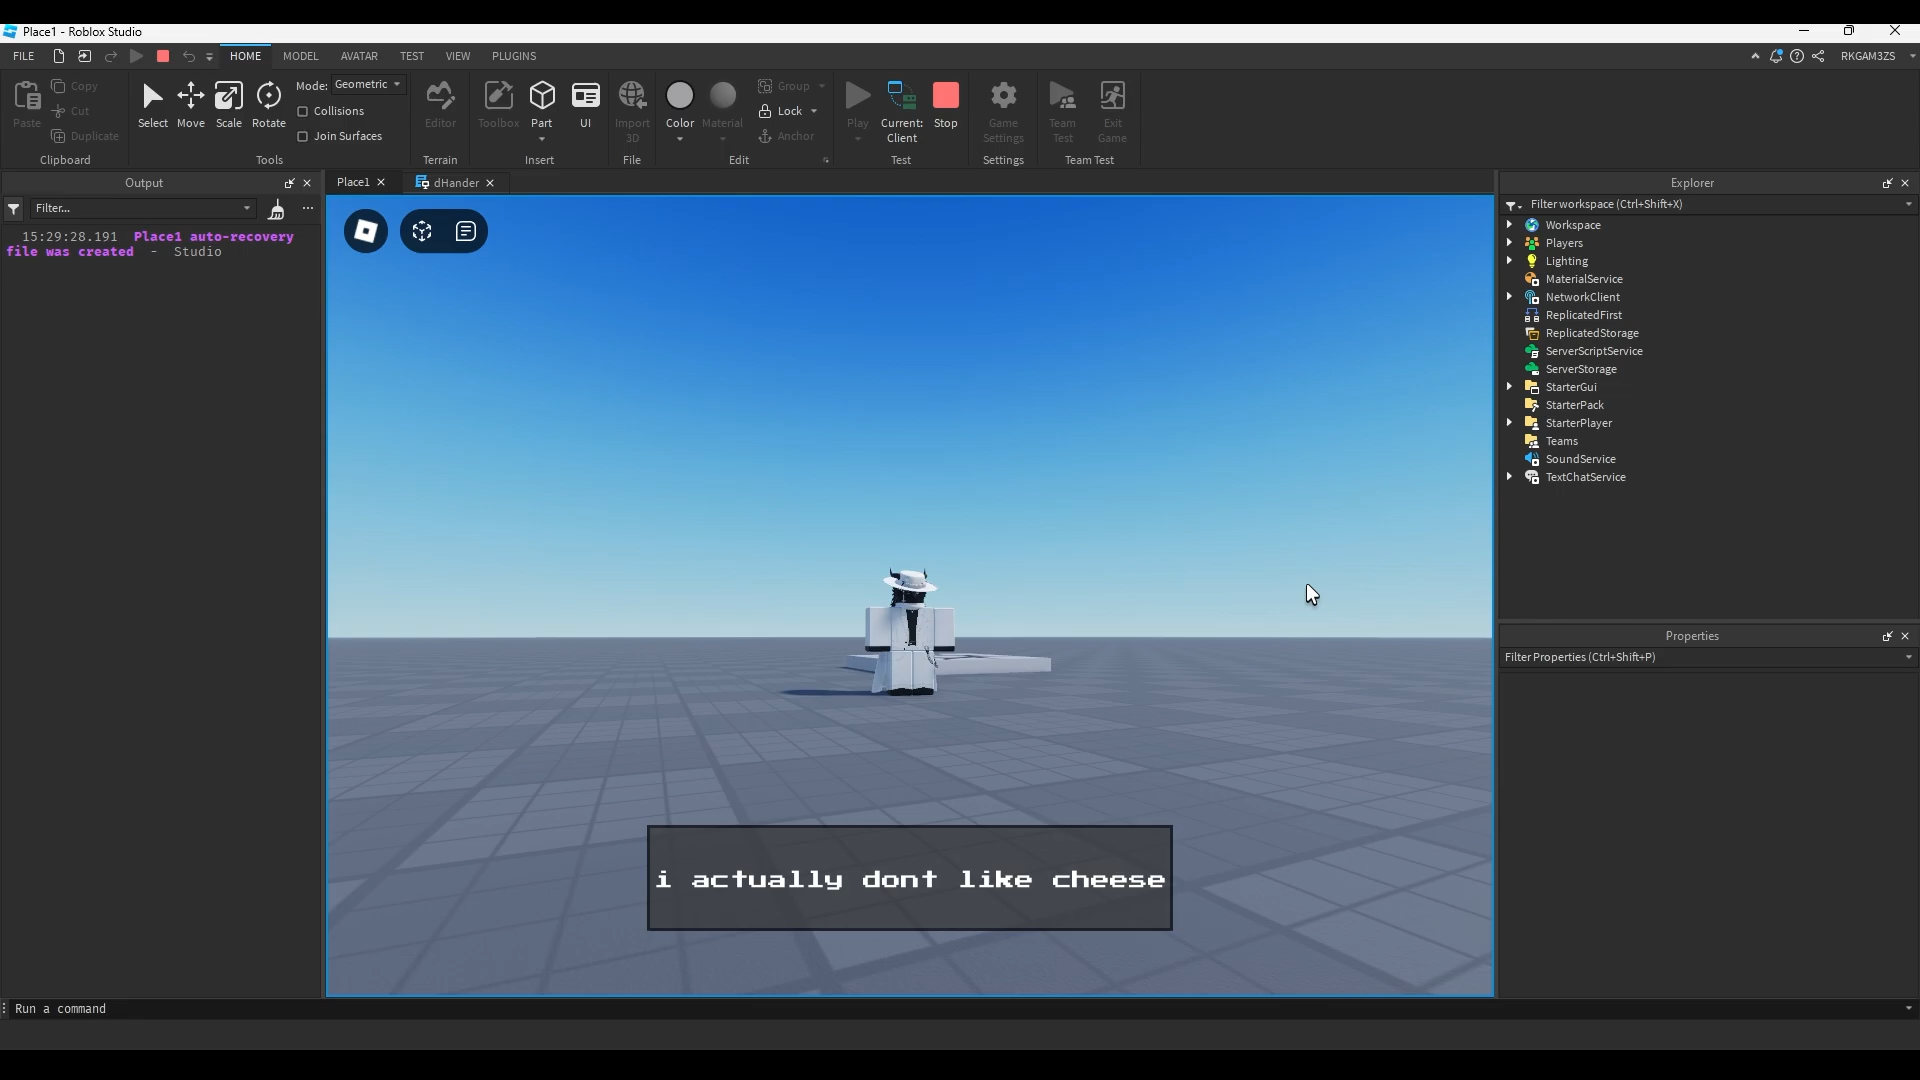 Place1 - Roblox Studio
FILE HOME MODEL AVATAR TEST VIEW PLUGINS RKGAM3ZS
Paste Copy Cut Duplicate Clipboard
Select Move Scale Rotate Mode: Geometric Collisions Join Surfaces Tools
Editor Terrain
Toolbox Part UI Insert
Import 3D File
Color Material Group Lock Anchor Edit
Play Current: Client Stop Test
Game Settings Settings
Team Test Exit Game Team Test
Output
Filter...
15:29:28.191 Place1 auto-recovery
file was created - Studio
Place1 dHander
i actually dont like cheese
Explorer
Filter workspace (Ctrl+Shift+X)
Workspace
Players
Lighting
MaterialService
NetworkClient
ReplicatedFirst
ReplicatedStorage
ServerScriptService
ServerStorage
StarterGui
StarterPack
StarterPlayer
Teams
SoundService
TextChatService
Properties
Filter Properties (Ctrl+Shift+P)
Run a command